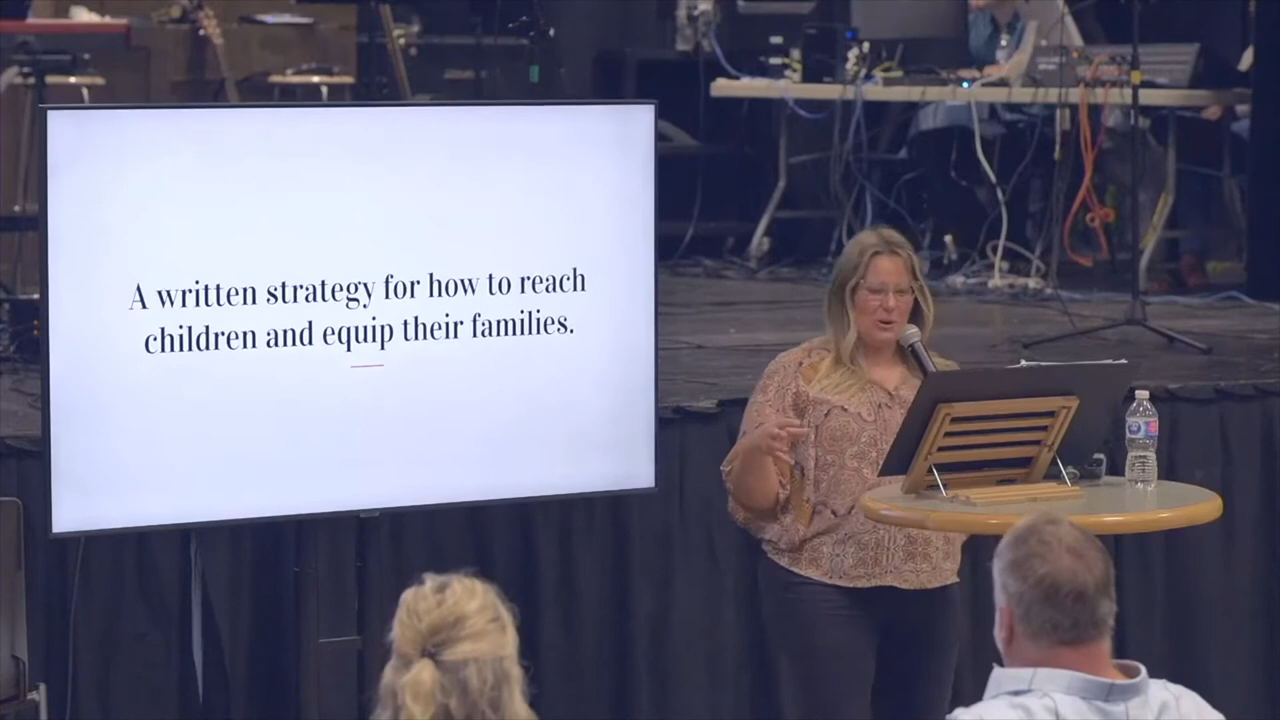 A written strategy for how to reach
children and equip their families.